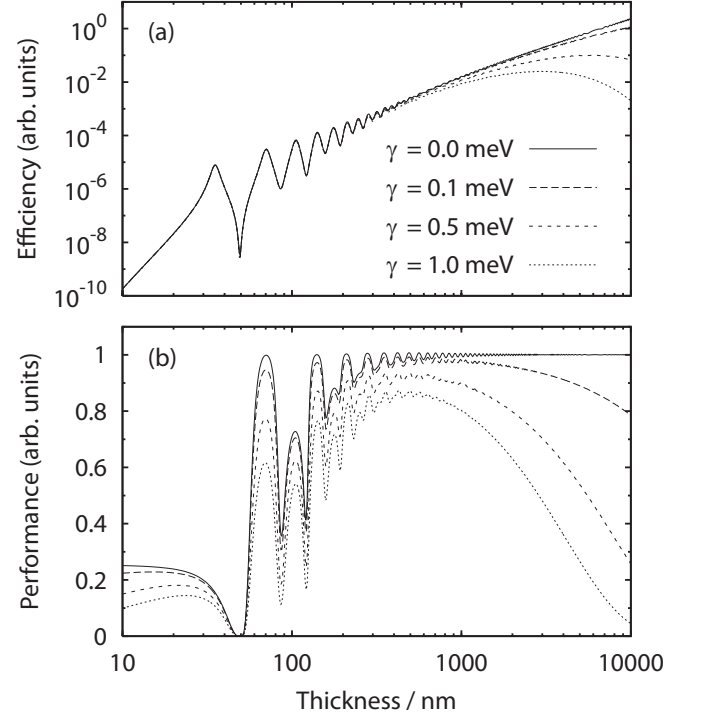 Efficiency (arb. units)
10^0
10^-2
10^-4
10^-6
10^-8
10^-10
(a)
γ = 0.0 meV
γ = 0.1 meV
γ = 0.5 meV
γ = 1.0 meV
Performance (arb. units)
(b)
1
0.8
0.6
0.4
0.2
0
10 100 1000 10000
Thickness / nm